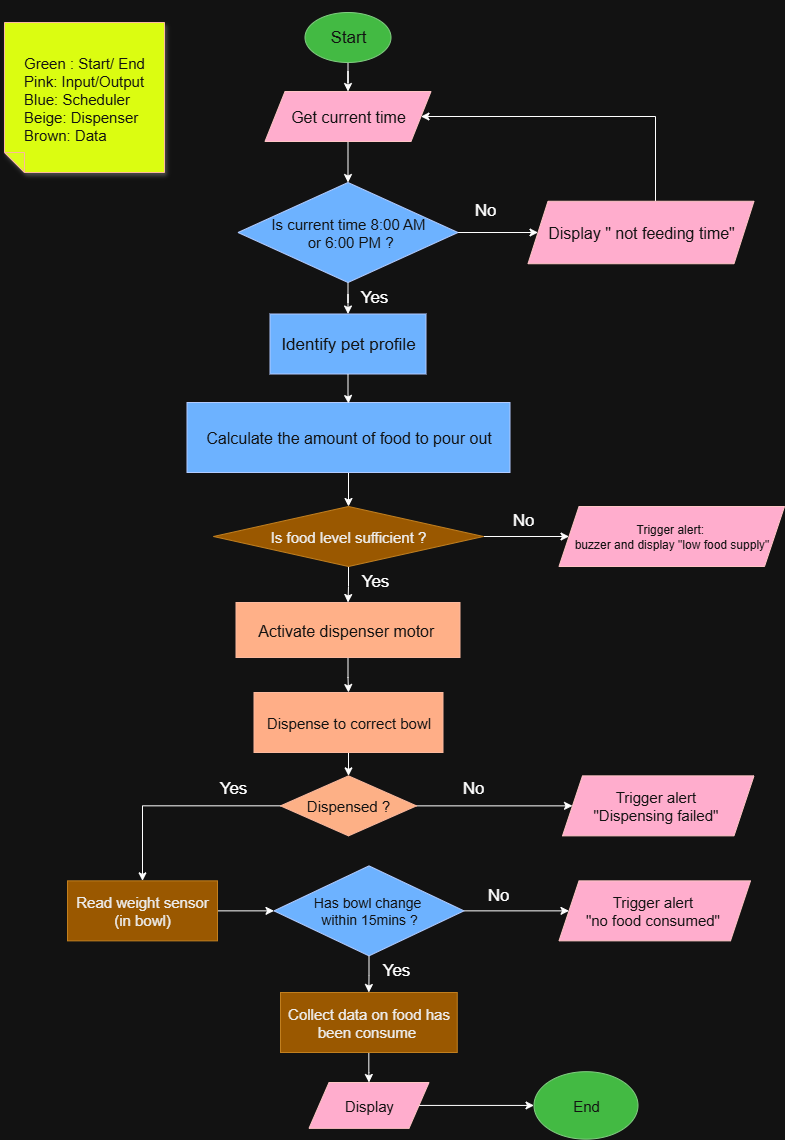 Start
Green : Start/ End
Pink: Input/Output
Blue: Scheduler
Beige: Dispenser
Brown: Data
Get current time
Is current time 8:00 AM
or 6:00 PM ?
No
Display " not feeding time"
Yes
Identify pet profile
Calculate the amount of food to pour out
Is food level sufficient ?
No
Trigger alert:
buzzer and display "low food supply"
Yes
Activate dispenser motor
Dispense to correct bowl
Dispensed ?
Yes
No
Trigger alert
"Dispensing failed"
Read weight sensor
(in bowl)
Has bowl change
within 15mins ?
No
Trigger alert
"no food consumed"
Yes
Collect data on food has
been consume
Display
End